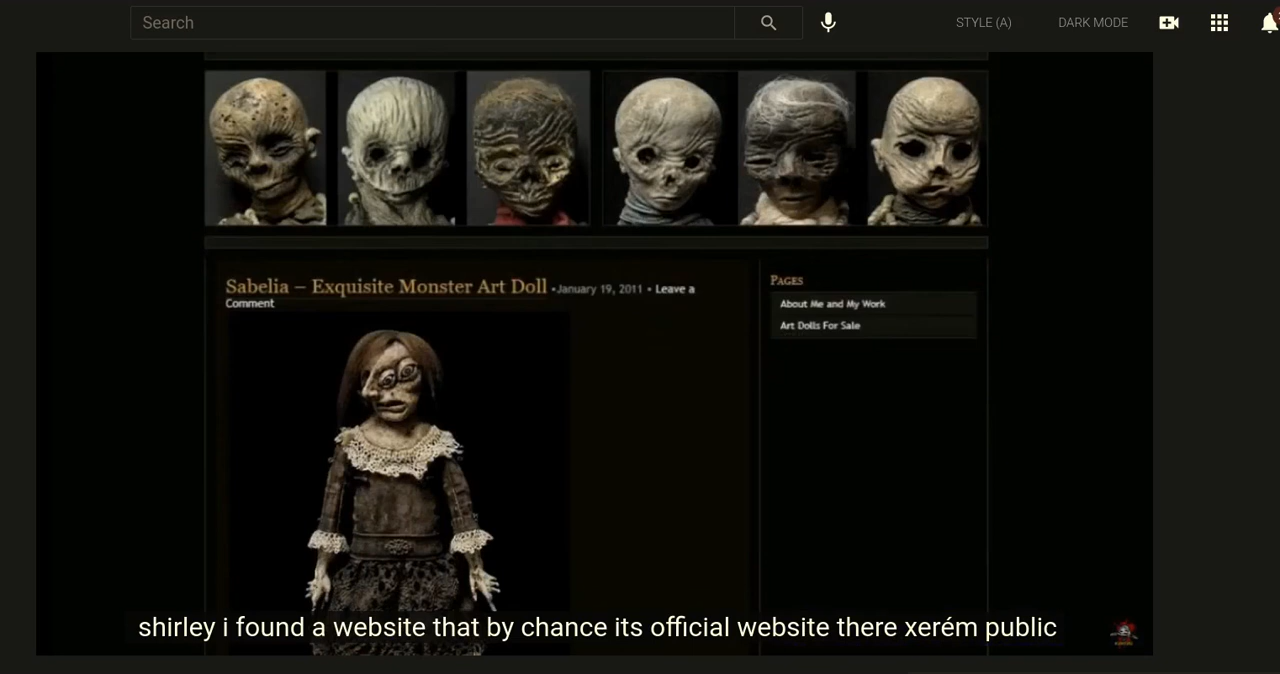 Search
STYLE (A)
DARK MODE
Sabelia – Exquisite Monster Art Doll •January 19, 2011 • Leave a
Comment
Pages
About Me and My Work
Art Dolls For Sale
shirley i found a website that by chance its official website there xerém public